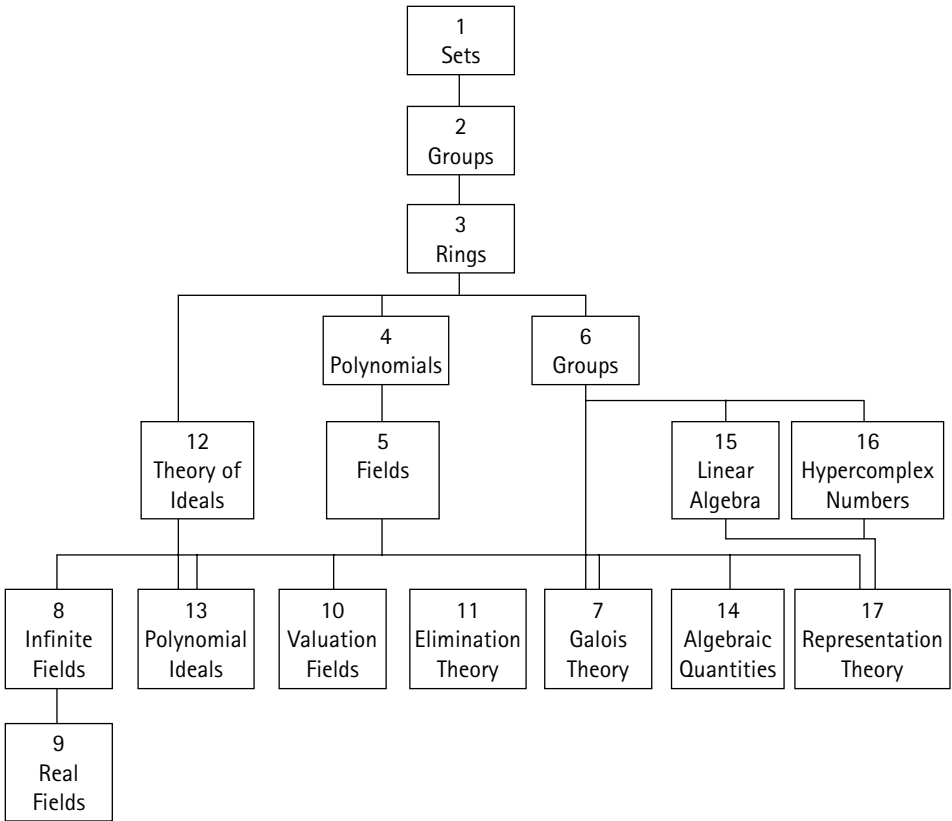 1
Sets
2
Groups
3
Rings
4
Polynomials
6
Groups
12
Theory of
Ideals
5
Fields
15
Linear
Algebra
16
Hypercomplex
Numbers
8
Infinite
Fields
13
Polynomial
Ideals
10
Valuation
Fields
11
Elimination
Theory
7
Galois
Theory
14
Algebraic
Quantities
17
Representation
Theory
9
Real
Fields